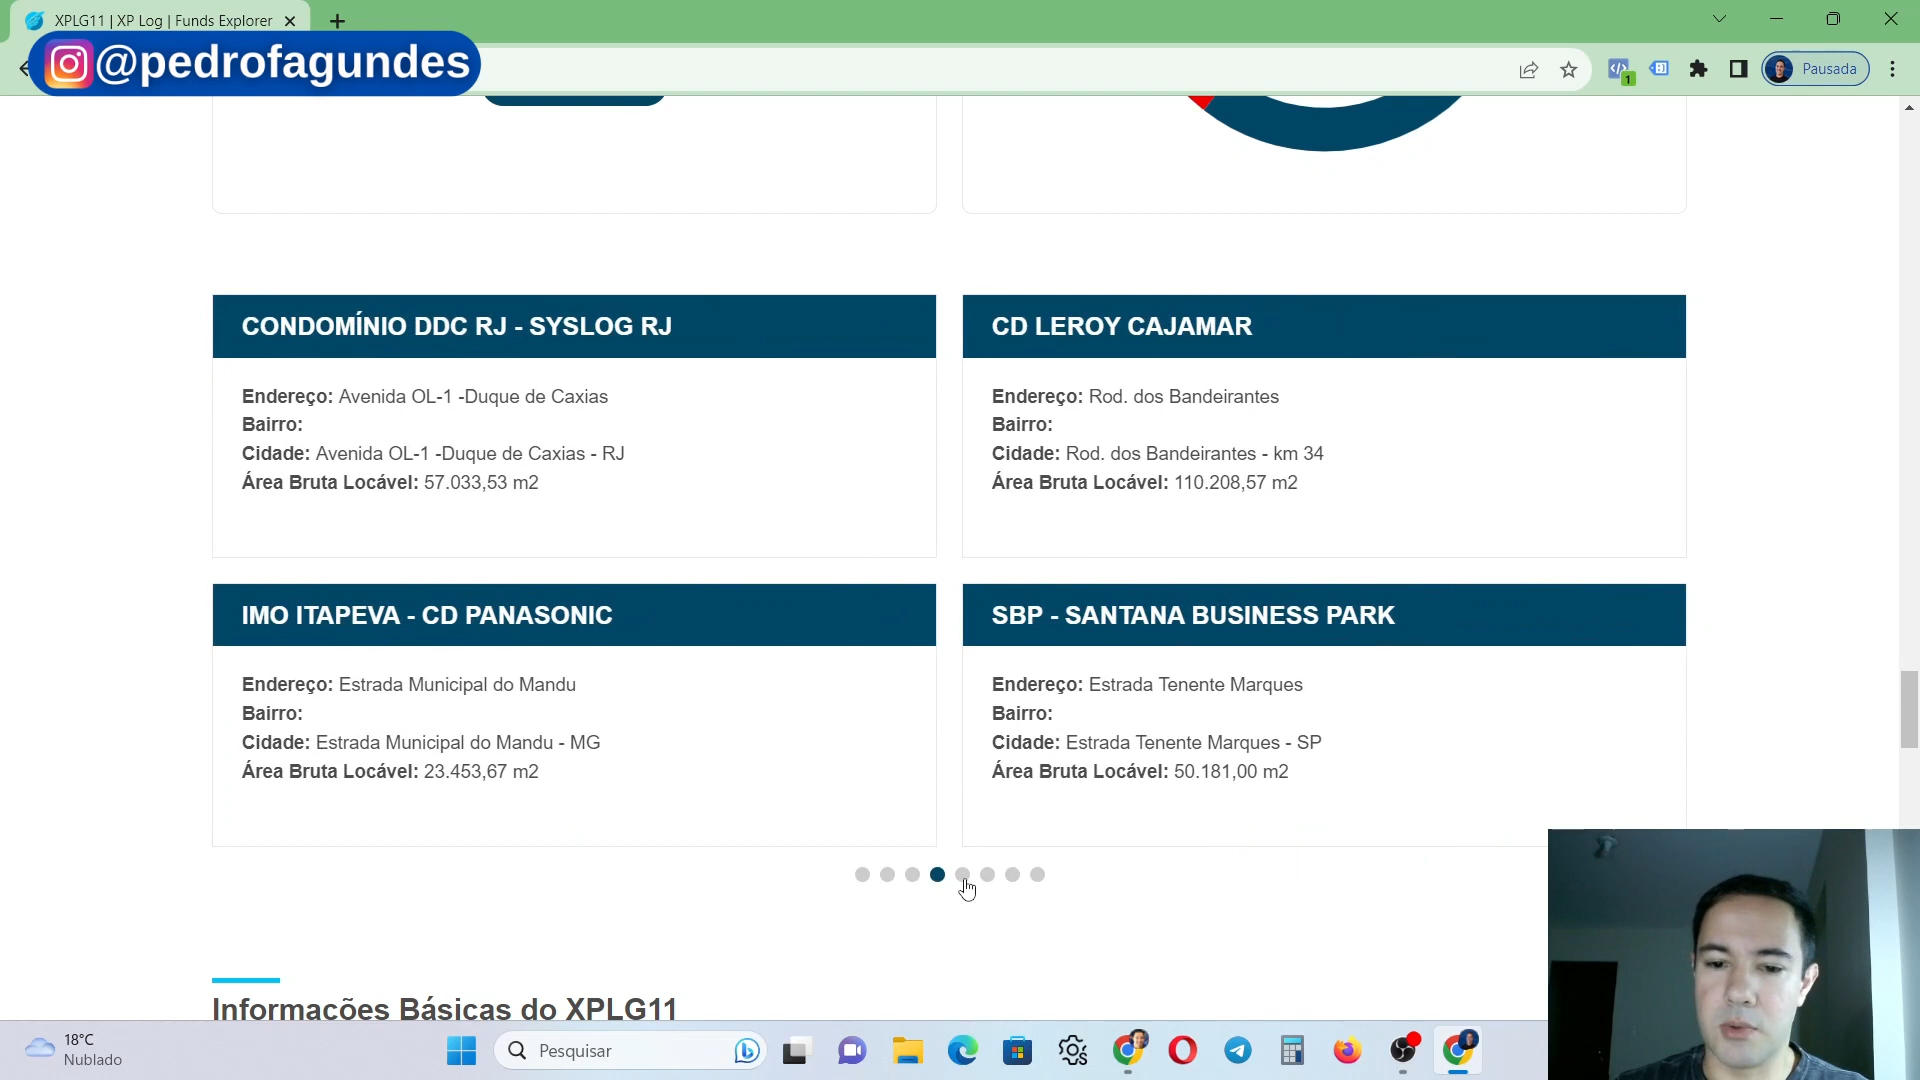 XPLG11 | XP Log | Funds Explorer
@pedrofagundes
1
Pausada
CONDOMÍNIO DDC RJ - SYSLOG RJ
Endereço: Avenida OL-1 -Duque de Caxias
Bairro:
Cidade: Avenida OL-1 -Duque de Caxias - RJ
Área Bruta Locável: 57.033,53 m2
CD LEROY CAJAMAR
Endereço: Rod. dos Bandeirantes
Bairro:
Cidade: Rod. dos Bandeirantes - km 34
Área Bruta Locável: 110.208,57 m2
IMO ITAPEVA - CD PANASONIC
Endereço: Estrada Municipal do Mandu
Bairro:
Cidade: Estrada Municipal do Mandu - MG
Área Bruta Locável: 23.453,67 m2
SBP - SANTANA BUSINESS PARK
Endereço: Estrada Tenente Marques
Bairro:
Cidade: Estrada Tenente Marques - SP
Área Bruta Locável: 50.181,00 m2
Informações Básicas do XPLG11
18°C
Nublado
Pesquisar